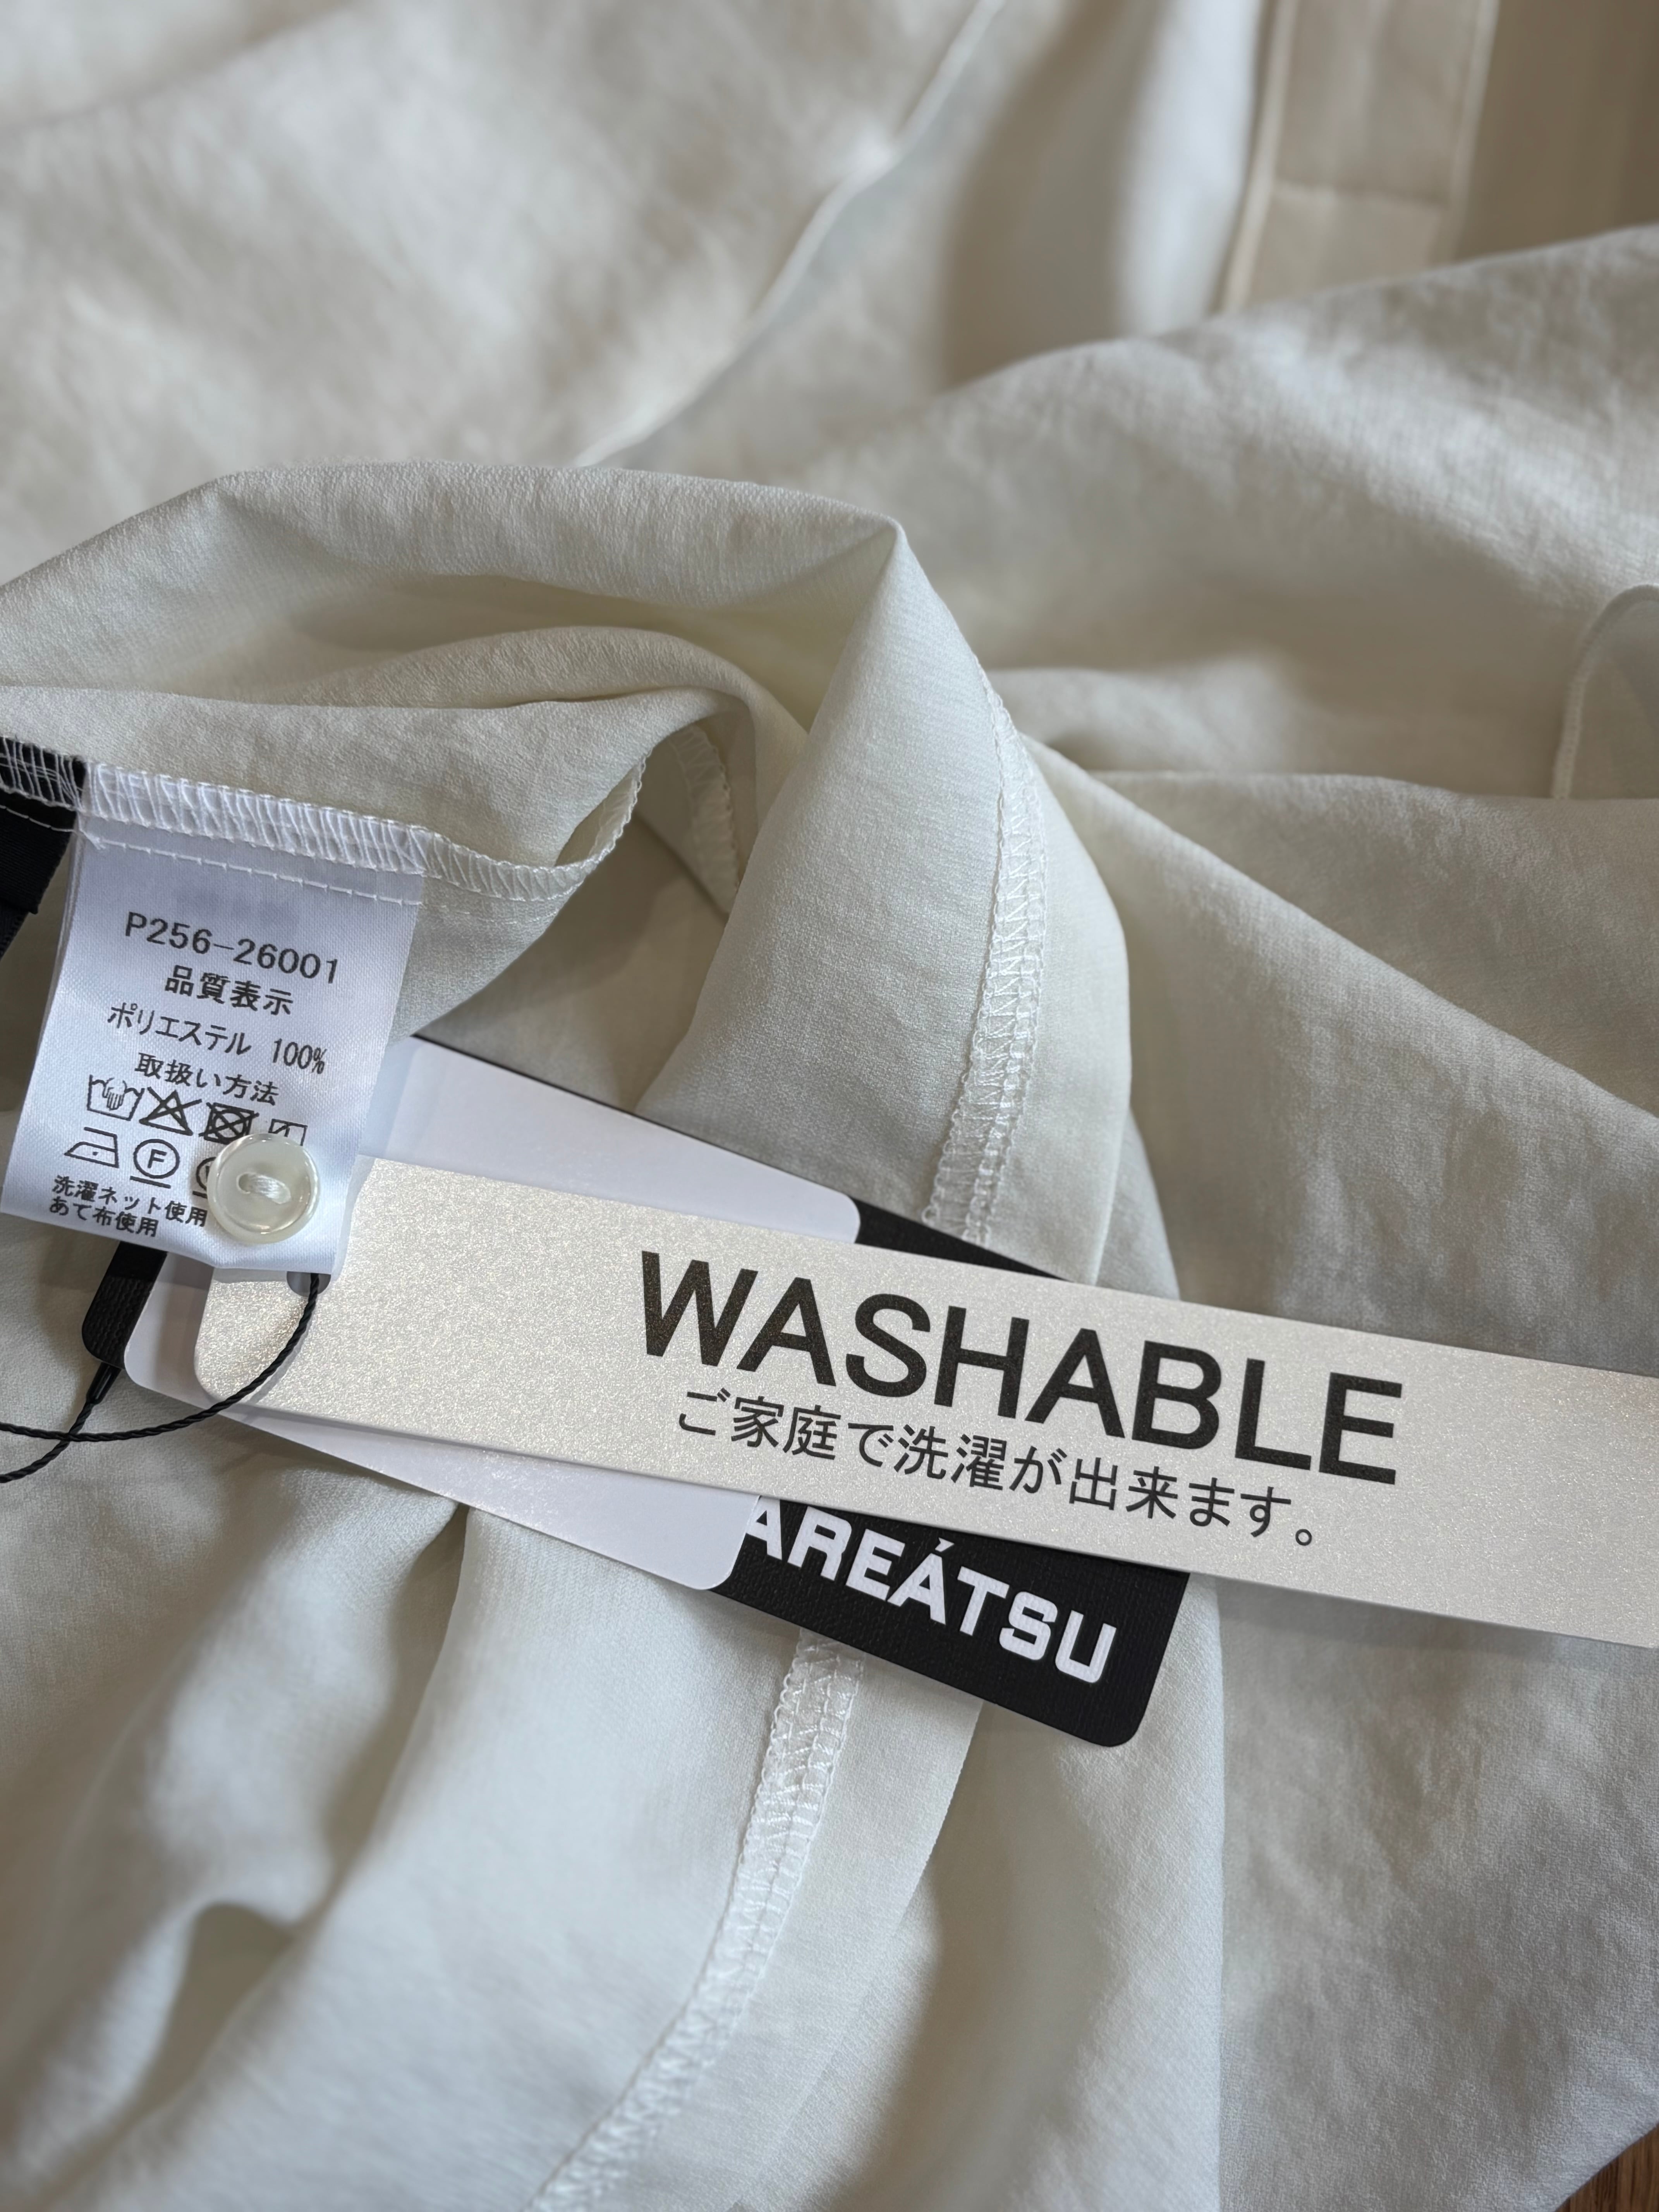 P256-26001
品質表示
ポリエステル 100%
取扱い方法
F
洗濯ネット使用
あて布使用
WASHABLE
ご家庭で洗濯が出来ます。
AREÁTSU